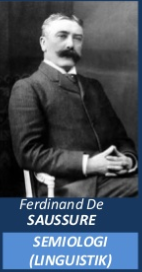 Ferdinand De
SAUSSURE
SEMIOLOGI
(LINGUISTIK)